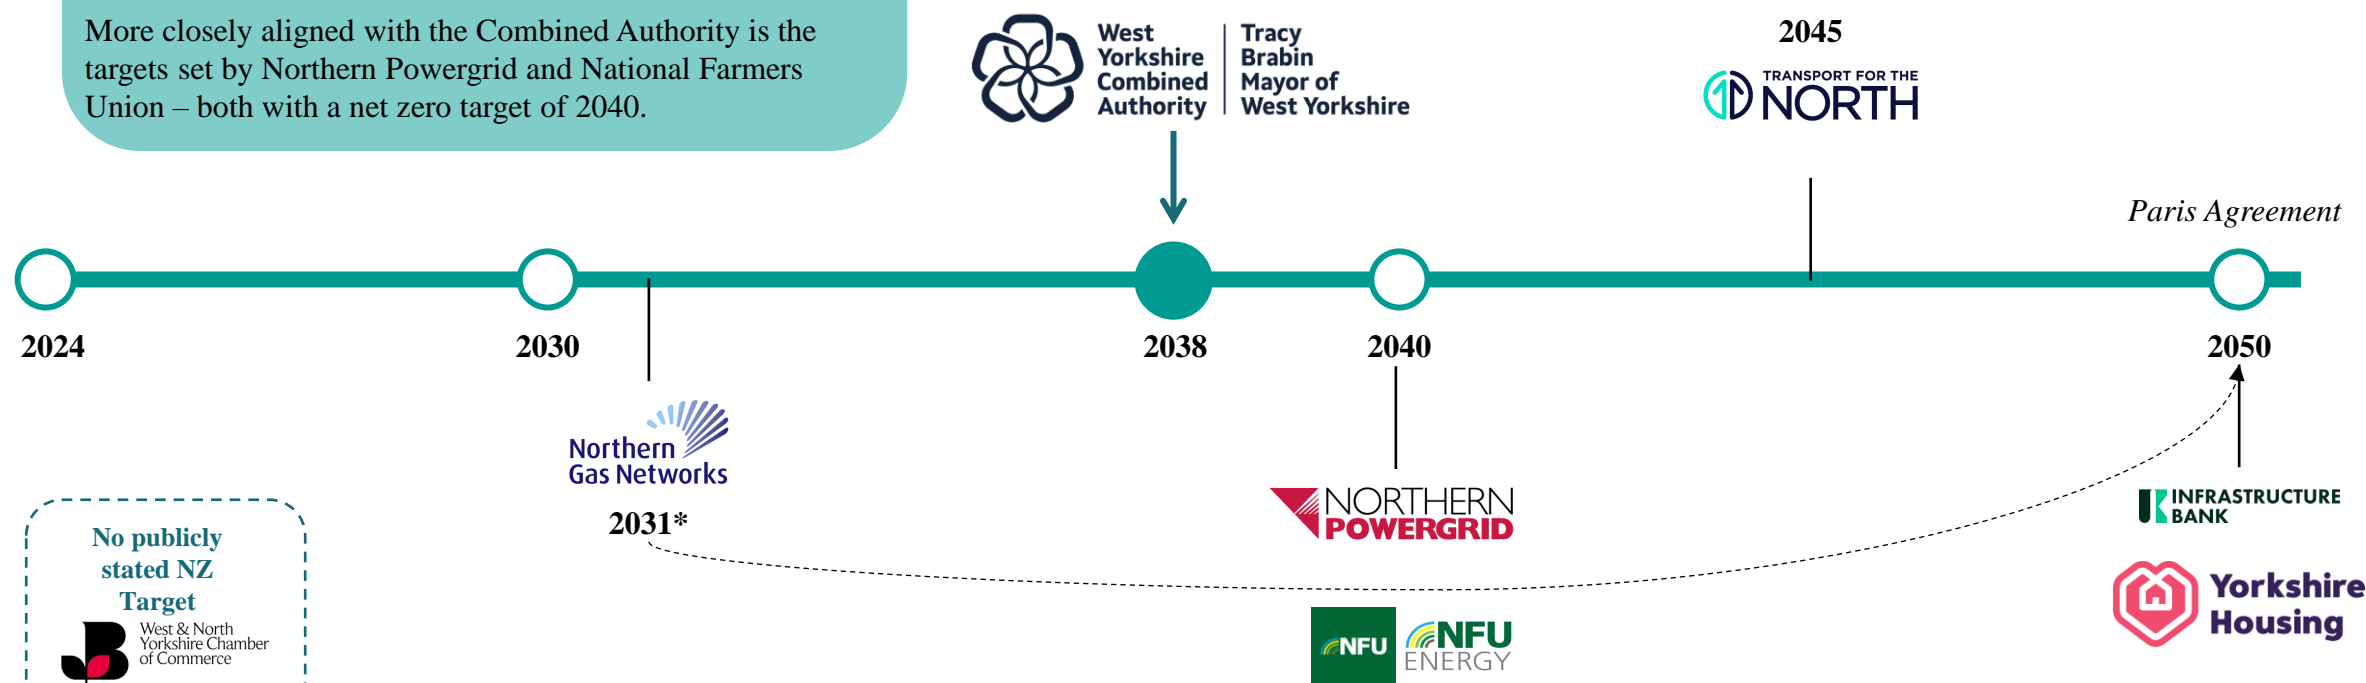 More closely aligned with the Combined Authority is the
targets set by Northern Powergrid and National Farmers
Union – both with a net zero target of 2040.
West
Yorkshire
Combined
Authority
Tracy
Brabin
Mayor of
West Yorkshire
2045
TRANSPORT FOR THE
NORTH
Paris Agreement
2024
2030
2038
2040
2050
Northern
Gas Networks
2031*
NORTHERN
POWERGRID
NFU
NFU
ENERGY
UK INFRASTRUCTURE
BANK
Yorkshire
Housing
No publicly
stated NZ
Target
West & North
Yorkshire Chamber
of Commerce